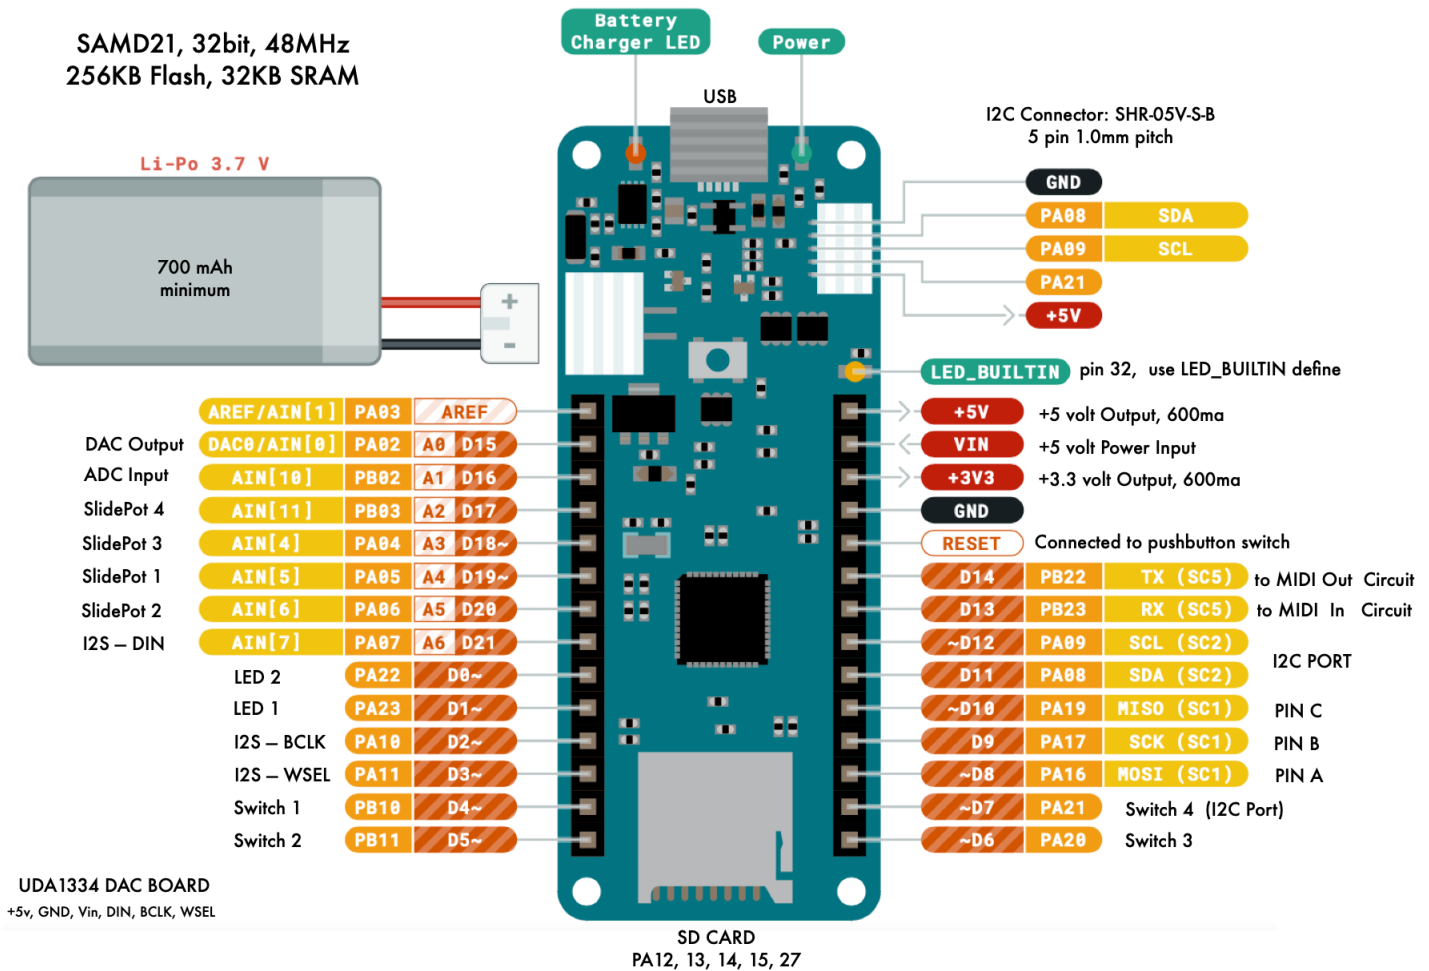 SAMD21, 32bit, 48MHz
256KB Flash, 32KB SRAM
Battery
Charger LED
Power
USB
I2C Connector: SHR-05V-S-B
5 pin 1.0mm pitch
Li-Po 3.7 V
700 mAh
minimum
+
-
GND
PA08 SDA
PA09 SCL
PA21
+5V
LED_BUILTIN pin 32, use LED_BUILTIN define
AREF/AIN[1] PA03 AREF
DAC Output DAC0/AIN[0] PA02 A0 D15
ADC Input AIN[10] PB02 A1 D16
SlidePot 4 AIN[11] PB03 A2 D17
SlidePot 3 AIN[4] PA04 A3 D18~
SlidePot 1 AIN[5] PA05 A4 D19~
SlidePot 2 AIN[6] PA06 A5 D20
I2S – DIN AIN[7] PA07 A6 D21
LED 2 PA22 D0~
LED 1 PA23 D1~
I2S – BCLK PA10 D2~
I2S – WSEL PA11 D3~
Switch 1 PB10 D4~
Switch 2 PB11 D5~
+5V +5 volt Output, 600ma
VIN +5 volt Power Input
+3V3 +3.3 volt Output, 600ma
GND
RESET Connected to pushbutton switch
D14 PB22 TX (SC5) to MIDI Out Circuit
D13 PB23 RX (SC5) to MIDI In Circuit
~D12 PA09 SCL (SC2)
I2C PORT
D11 PA08 SDA (SC2)
~D10 PA19 MISO (SC1) PIN C
D9 PA17 SCK (SC1) PIN B
~D8 PA16 MOSI (SC1) PIN A
~D7 PA21 Switch 4 (I2C Port)
~D6 PA20 Switch 3
UDA1334 DAC BOARD
+5v, GND, Vin, DIN, BCLK, WSEL
SD CARD
PA12, 13, 14, 15, 27